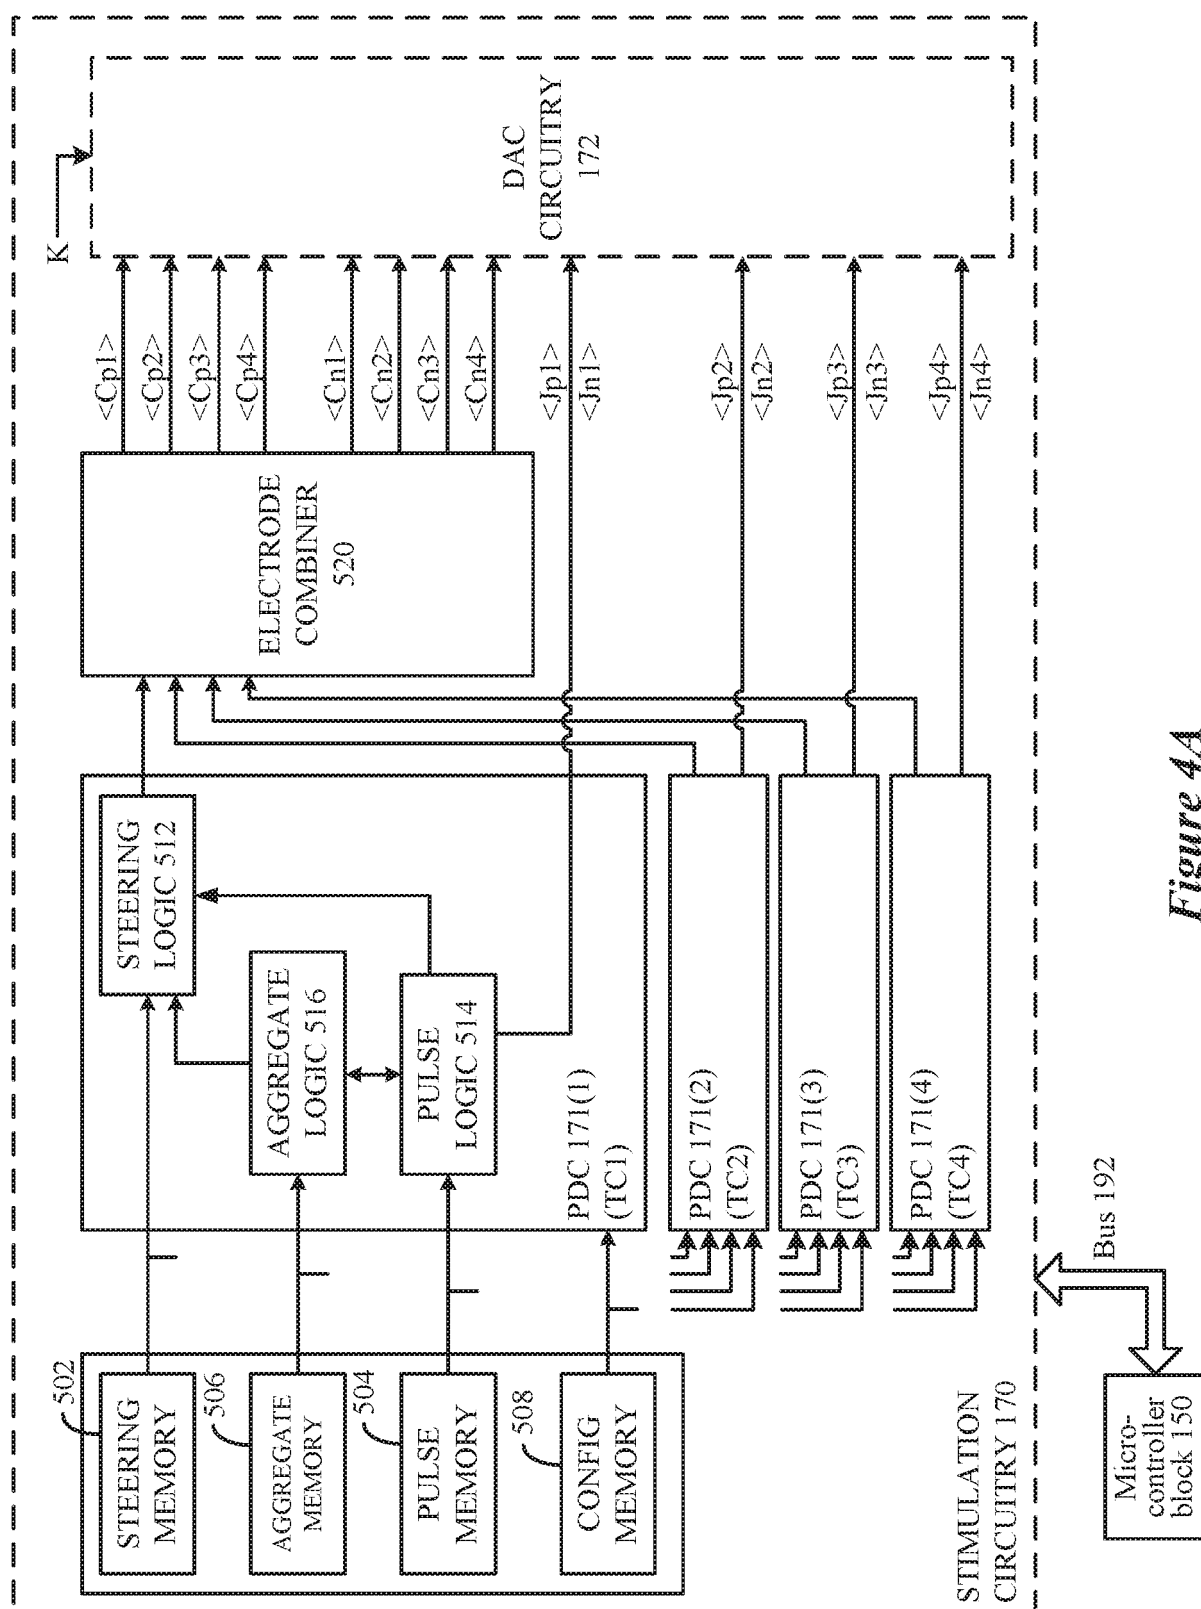 502
STEERING
MEMORY
506
AGGREGATE
MEMORY
504
PULSE
MEMORY
508
CONFIG
MEMORY
STEERING
LOGIC 512
AGGREGATE
LOGIC 516
PULSE
LOGIC 514
PDC 171(1)
(TC1)
PDC 171(2)
(TC2)
PDC 171(3)
(TC3)
PDC 171(4)
(TC4)
ELECTRODE
COMBINER
520
<Cp1>
<Cp2>
<Cp3>
<Cp4>
<Cn1>
<Cn2>
<Cn3>
<Cn4>
<Jp1>
<Jn1>
<Jp2>
<Jn2>
<Jp3>
<Jn3>
<Jp4>
<Jn4>
K
DAC
CIRCUITRY
172
STIMULATION
CIRCUITRY 170
Bus 192
Micro-
controller
block 150
Figure 4A